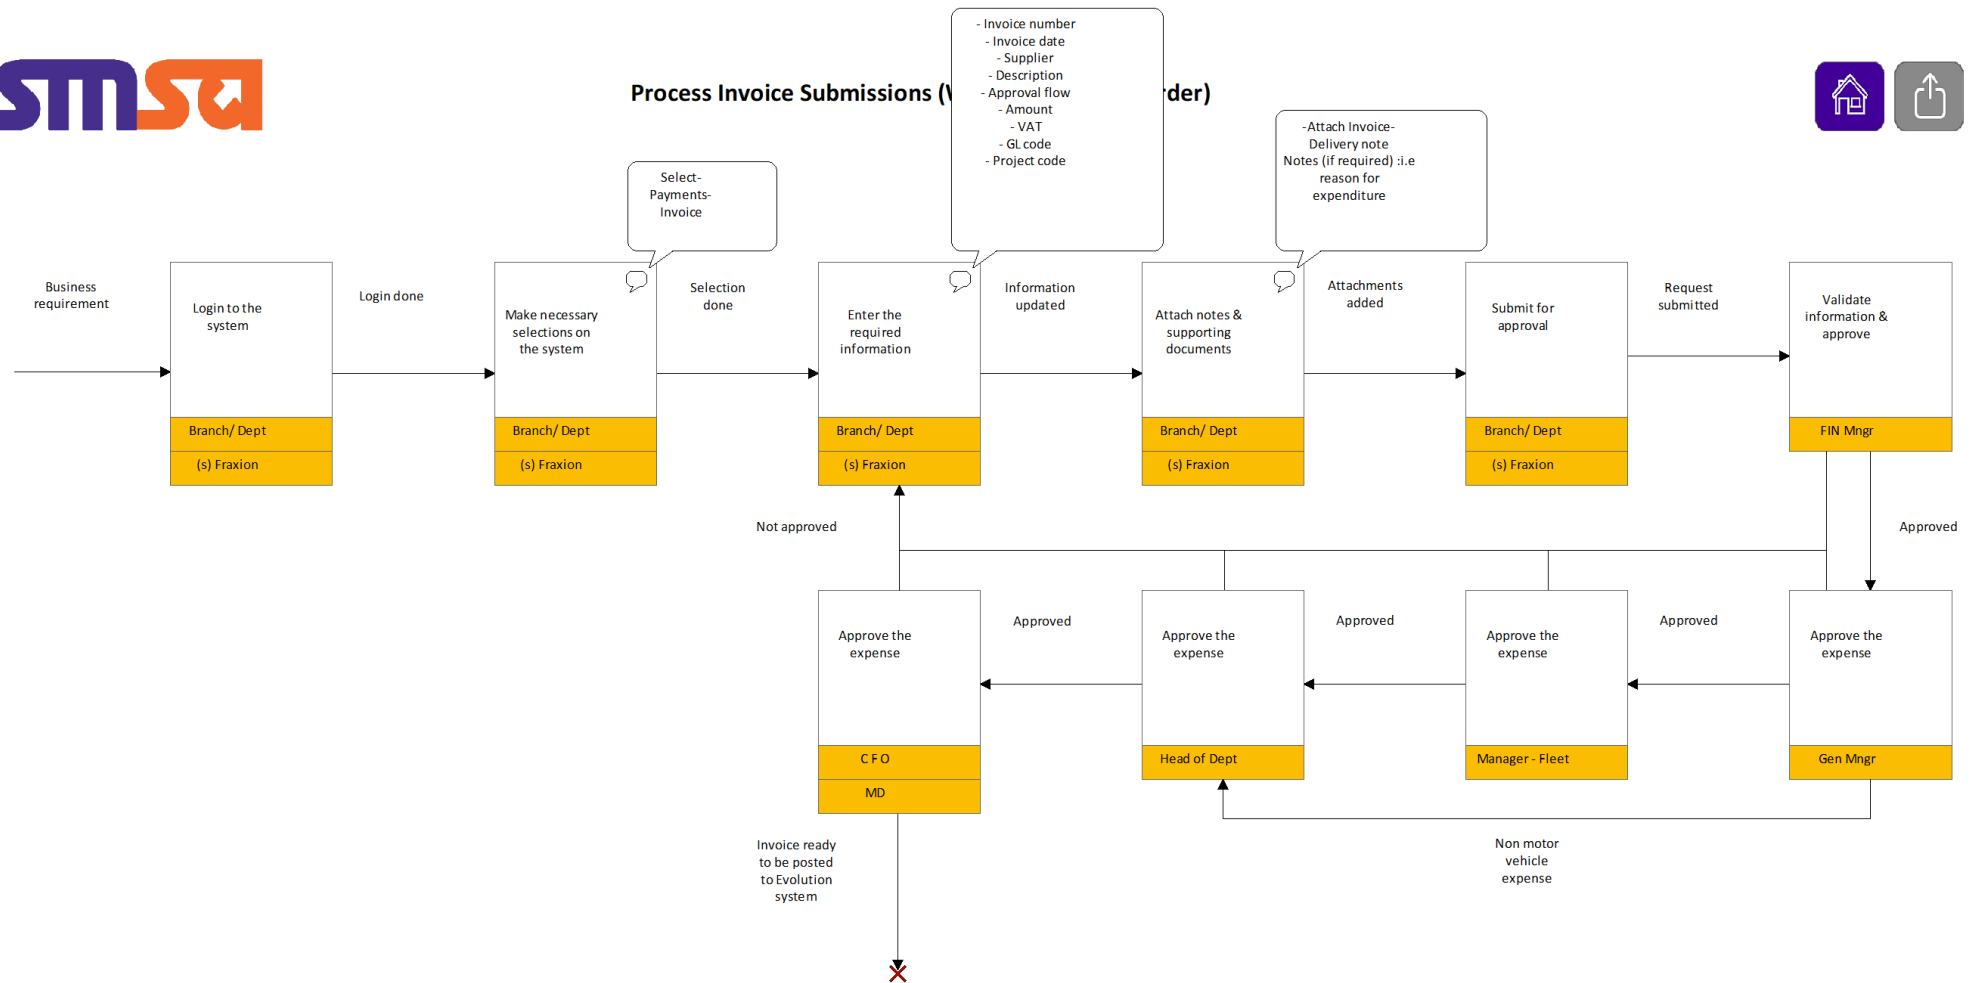 smsa
Process Invoice Submissions (
rder)
- Invoice number
- Invoice date
- Supplier
- Description
- Approval flow
- Amount
- VAT
- GL code
- Project code
-Attach Invoice-
Delivery note
Notes (if required) :i.e
reason for
expenditure
Select-
Payments-
Invoice
Business
requirement
Login to the
system
Branch/ Dept
(s) Fraxion
Login done
Make necessary
selections on
the system
Branch/ Dept
(s) Fraxion
Selection
done
Enter the
required
information
Branch/ Dept
(s) Fraxion
Information
updated
Attach notes &
supporting
documents
Branch/ Dept
(s) Fraxion
Attachments
added
Submit for
approval
Branch/ Dept
(s) Fraxion
Request
submitted
Validate
information &
approve
FIN Mngr
Not approved
Approved
Approve the
expense
C F O
MD
Approved
Approve the
expense
Head of Dept
Approved
Approve the
expense
Manager - Fleet
Approved
Approve the
expense
Gen Mngr
Invoice ready
to be posted
to Evolution
system
Non motor
vehicle
expense